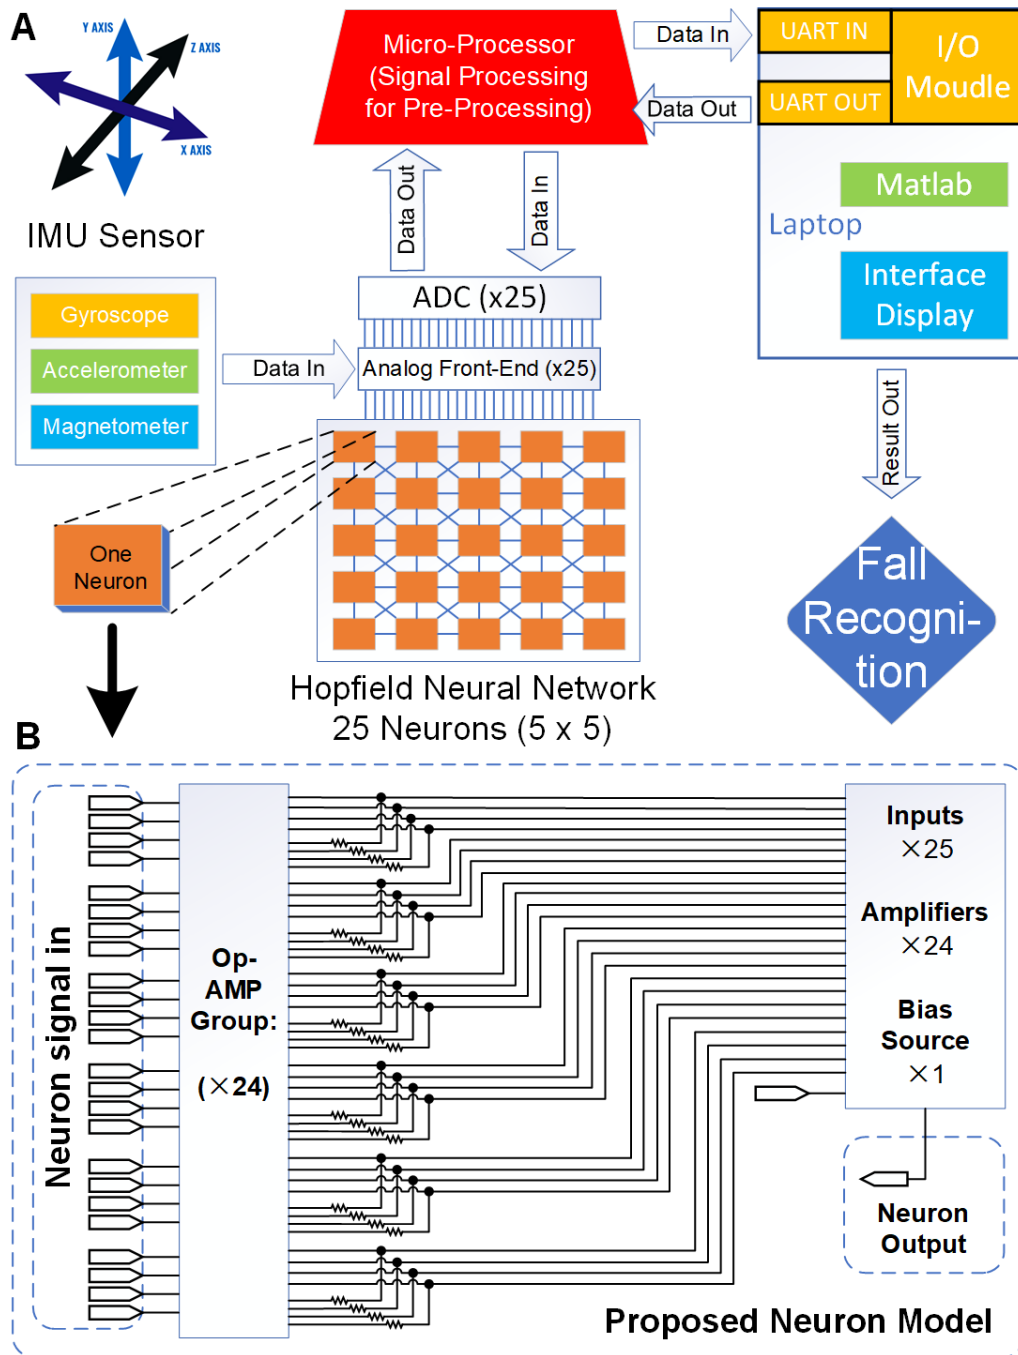 A
Y AXIS
Z AXIS
X AXIS
IMU Sensor
Gyroscope
Accelerometer
Magnetometer
Data In
Micro-Processor
(Signal Processing
for Pre-Processing)
Data In
Data Out
UART IN
UART OUT
I/O
Moudle
Matlab
Laptop
Interface
Display
Data Out
Data In
ADC (x25)
Analog Front-End (x25)
Result Out
Fall
Recogni-
tion
One
Neuron
Hopfield Neural Network
25 Neurons (5 x 5)
B
Neuron signal in
Op-
AMP
Group:
(×24)
Inputs
×25
Amplifiers
×24
Bias
Source
×1
Neuron
Output
Proposed Neuron Model